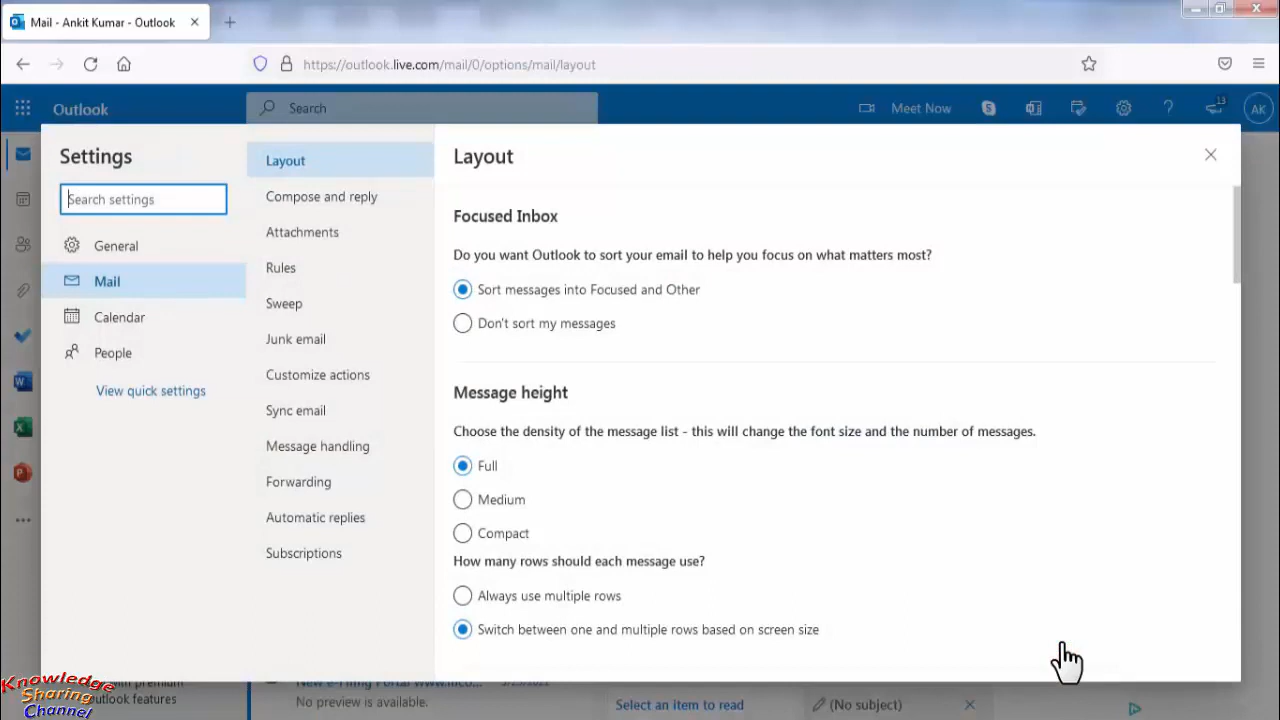 Mail - Ankit Kumar - Outlook
https://outlook.live.com/mail/0/options/mail/layout
Outlook
Search
Meet Now
13
AK
Settings
Search settings
General
Mail
Calendar
People
View quick settings
Layout
Compose and reply
Attachments
Rules
Sweep
Junk email
Customize actions
Sync email
Message handling
Forwarding
Automatic replies
Subscriptions
Layout
Focused Inbox
Do you want Outlook to sort your email to help you focus on what matters most?
Sort messages into Focused and Other
Don't sort my messages
Message height
Choose the density of the message list - this will change the font size and the number of messages.
Full
Medium
Compact
How many rows should each message use?
Always use multiple rows
Switch between one and multiple rows based on screen size
Knowledge
Sharing
Channel
with premium
outlook features
New e-Filing Portal
No preview is available.
Select an item to read
(No subject)